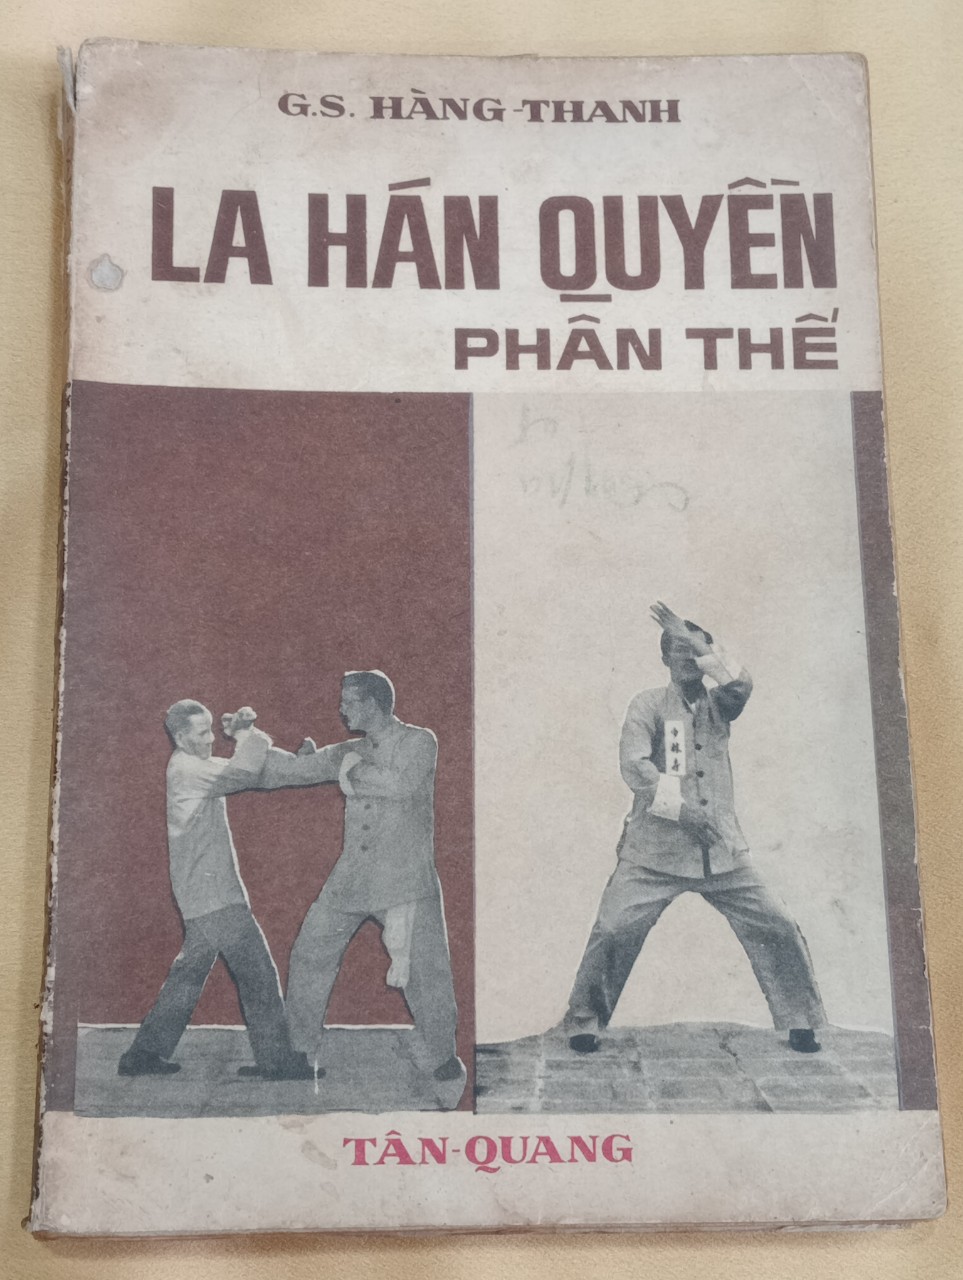 G.S. HÀNG-THANH
LA HÁN QUYỀN
PHÂN THẾ
TÂN-QUANG